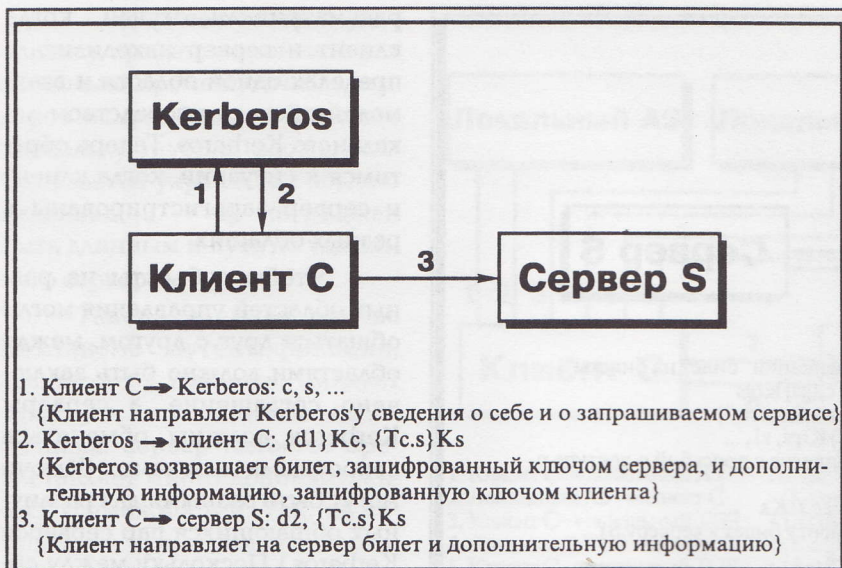 Kerberos
1
2
Клиент С
3
Сервер S
1. Клиент С → Kerberos: c, s, ...
{Клиент направляет Kerberos'у сведения о себе и о запрашиваемом сервисе}
2. Kerberos → клиент С: {d1}Kc, {Tc.s}Ks
{Kerberos возвращает билет, зашифрованный ключом сервера, и дополни-
тельную информацию, зашифрованную ключом клиента}
3. Клиент С → сервер S: d2, {Tc.s}Ks
{Клиент направляет на сервер билет и дополнительную информацию}